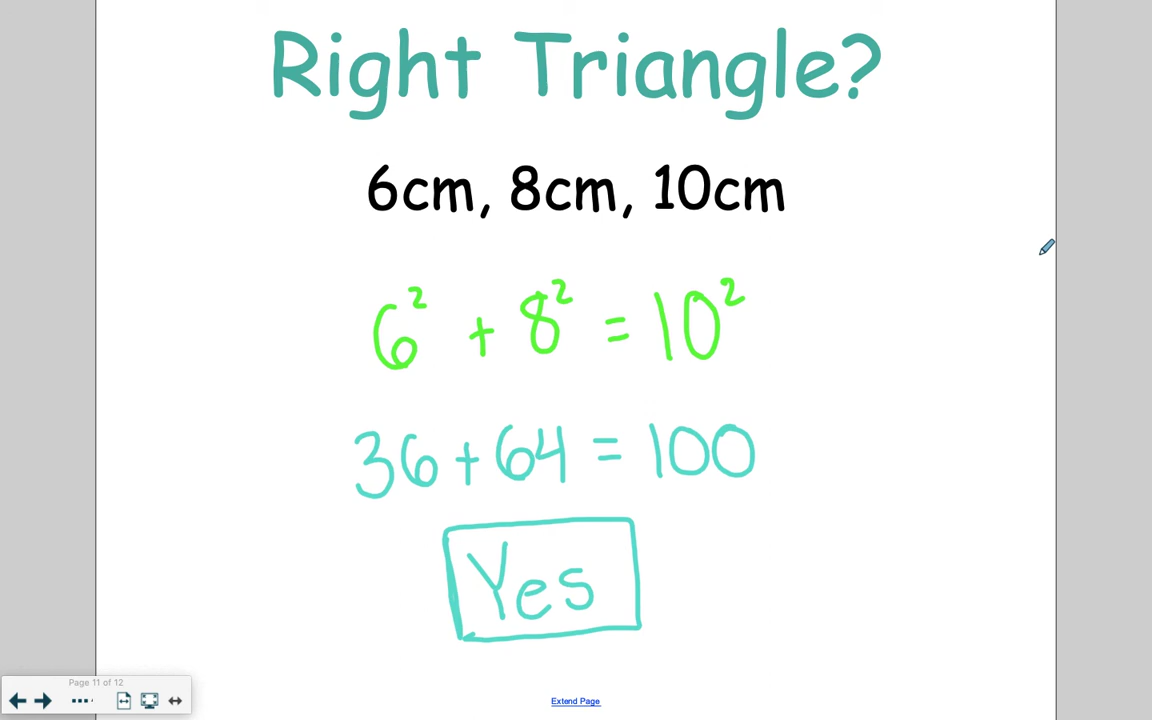 Right Triangle?
6cm, 8cm, 10cm
6² + 8² = 10²
36 + 64 = 100
Yes
Page 11 of 12
Extend Page